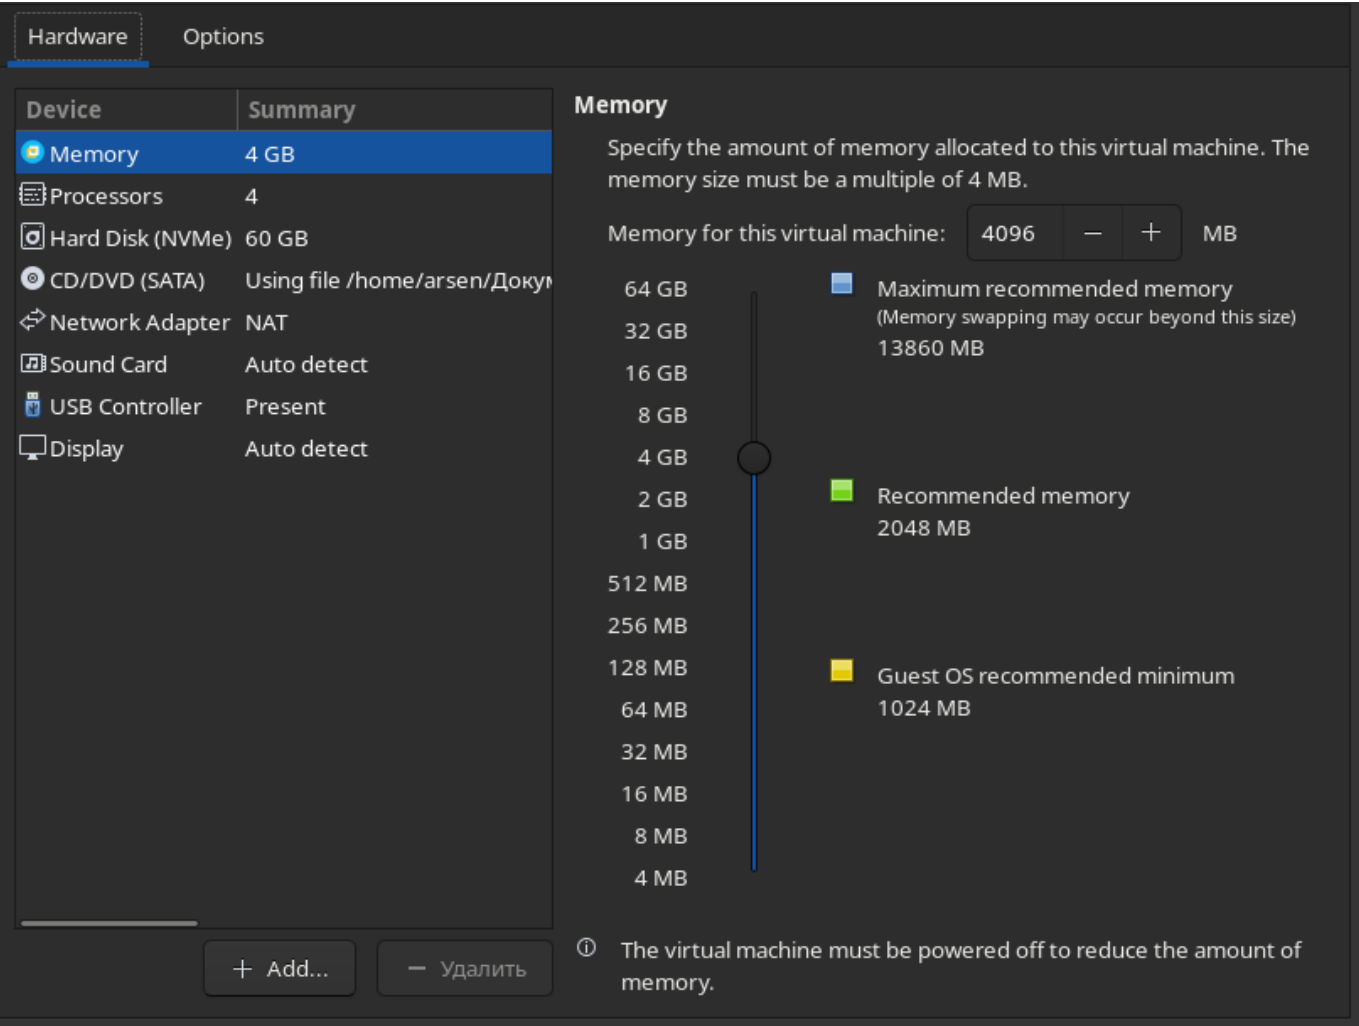 Hardware Options
Device Summary
Memory 4 GB
Processors 4
Hard Disk (NVMe) 60 GB
CD/DVD (SATA) Using file /home/arsen/Докум
Network Adapter NAT
Sound Card Auto detect
USB Controller Present
Display Auto detect
+ Add...
− Удалить
Memory
Specify the amount of memory allocated to this virtual machine. The
memory size must be a multiple of 4 MB.
Memory for this virtual machine: 4096 − + MB
64 GB
32 GB
16 GB
8 GB
4 GB
2 GB
1 GB
512 MB
256 MB
128 MB
64 MB
32 MB
16 MB
8 MB
4 MB
Maximum recommended memory
(Memory swapping may occur beyond this size)
13860 MB
Recommended memory
2048 MB
Guest OS recommended minimum
1024 MB
The virtual machine must be powered off to reduce the amount of
memory.